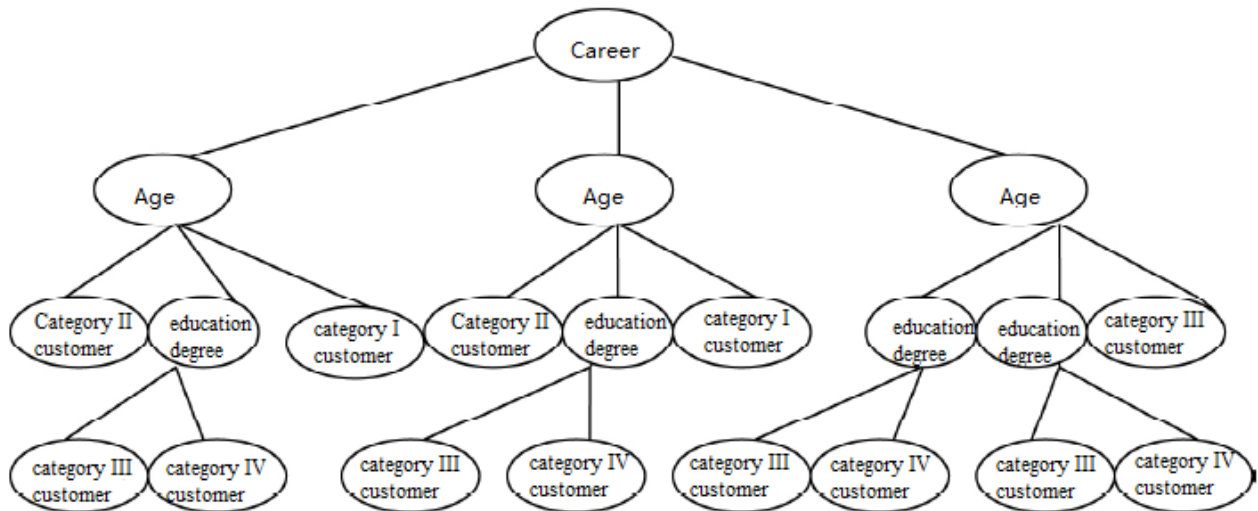 Career
Age
Age
Age
Category II
customer
education
degree
category I
customer
Category II
customer
education
degree
category I
customer
education
degree
education
degree
category III
customer
category III
customer
category IV
customer
category III
customer
category IV
customer
category III
customer
category IV
customer
category III
customer
category IV
customer